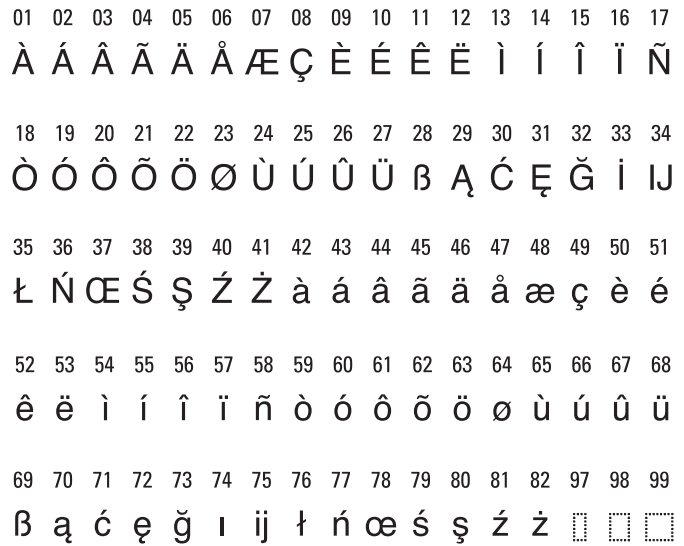 01 02 03 04 05 06 07 08 09 10 11 12 13 14 15 16 17
À Á Â Ã Ä Å Æ Ç È É Ê Ë Ì Í Î Ï Ñ
18 19 20 21 22 23 24 25 26 27 28 29 30 31 32 33 34
Ò Ó Ô Õ Ö Ø Ù Ú Û Ü ß Ą Ć Ę Ğ İ IJ
35 36 37 38 39 40 41 42 43 44 45 46 47 48 49 50 51
Ł Ń Œ Ś Ş Ź Ż à á â ã ä å æ ç è é
52 53 54 55 56 57 58 59 60 61 62 63 64 65 66 67 68
ê ë ì í î ï ñ ò ó ô õ ö ø ù ú û ü
69 70 71 72 73 74 75 76 77 78 79 80 81 82 97 98 99
ß ą ć ę ğ ı ij ł ń œ ś ş ź ż